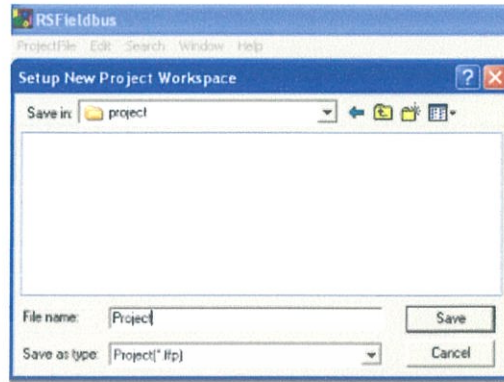 RSFieldbus
ProjectFile Edit Search Window Help
Setup New Project Workspace
Save in: project
File name: Project
Save
Save as type: Project(*.ffp)
Cancel